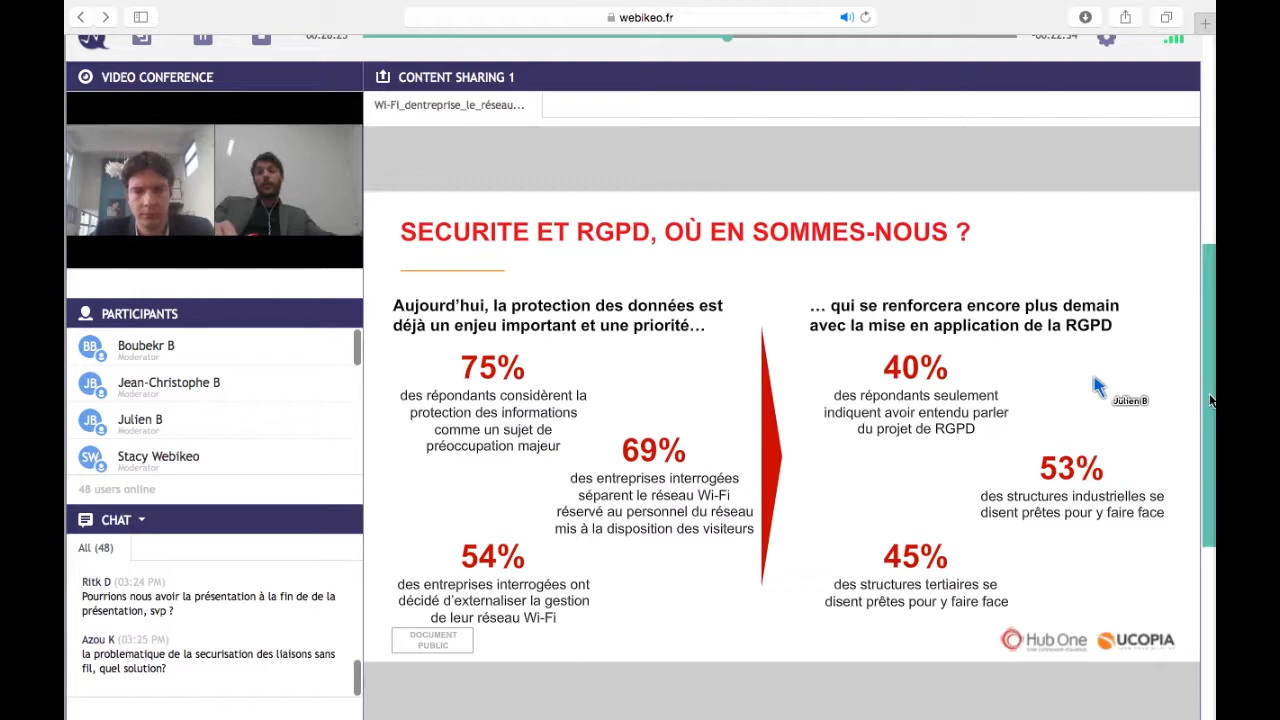 webikeo.fr
VIDEO CONFERENCE
CONTENT SHARING 1
Wi-Fi_dentreprise_le_réseau...
SECURITE ET RGPD, OÙ EN SOMMES-NOUS ?
Aujourd’hui, la protection des données est
déjà un enjeu important et une priorité…
75%
des répondants considèrent la
protection des informations
comme un sujet de
préoccupation majeur
69%
des entreprises interrogées
séparent le réseau Wi-Fi
réservé au personnel du réseau
mis à la disposition des visiteurs
54%
des entreprises interrogées ont
décidé d’externaliser la gestion
de leur réseau Wi-Fi
… qui se renforcera encore plus demain
avec la mise en application de la RGPD
40%
des répondants seulement
indiquent avoir entendu parler
du projet de RGPD
Julien B
53%
des structures industrielles se
disent prêtes pour y faire face
45%
des structures tertiaires se
disent prêtes pour y faire face
DOCUMENT
PUBLIC
Hub One
UCOPIA
PARTICIPANTS
BB
Boubekr B
Moderator
JB
Jean-Christophe B
Moderator
JB
Julien B
Moderator
SW
Stacy Webikeo
Moderator
48 users online
CHAT
All (48)
Ritk D (03:24 PM)
Pourrions nous avoir la présentation à la fin de de la
présentation, svp ?
Azou K (03:25 PM)
la problematique de la securisation des liaisons sans
fil, quel solution?